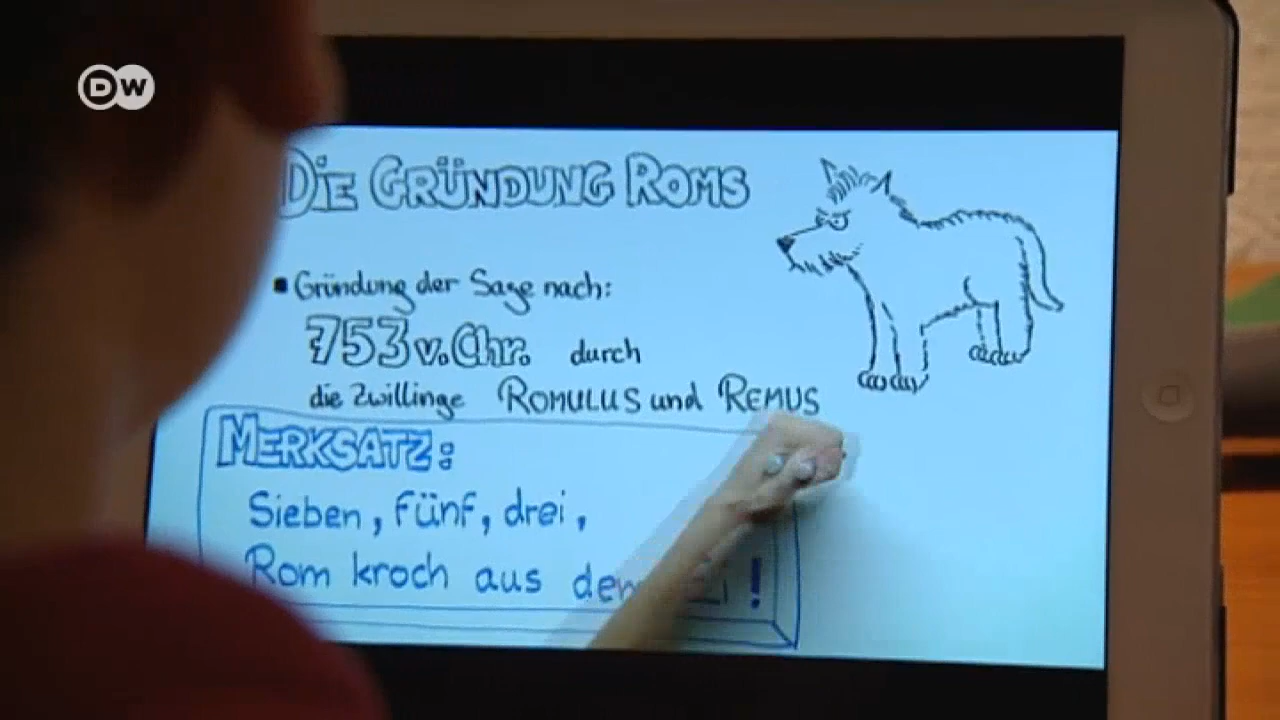 DW
DIE GRÜNDUNG ROMS
▪ Gründung der Sage nach:
753 v. Chr. durch
die Zwillinge ROMULUS und REMUS
MERKSATZ:
Sieben, fünf, drei,
Rom kroch aus !